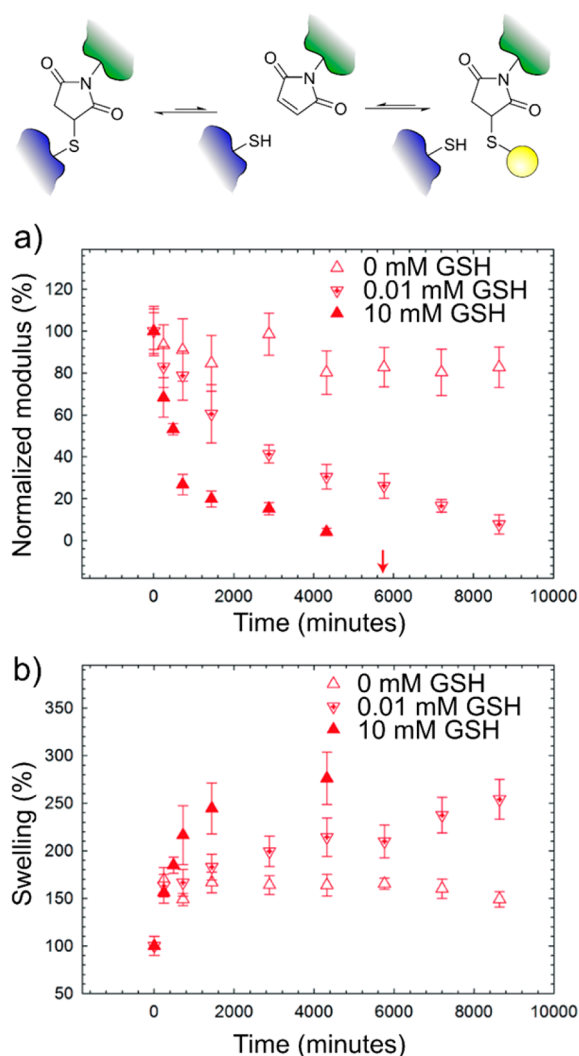 O
N
O
S
SH
O
N
O
SH
O
N
O
S
a)
Normalized modulus (%)
120
100
80
60
40
20
0
0 mM GSH
0.01 mM GSH
10 mM GSH
0 2000 4000 6000 8000 10000
Time (minutes)
b)
Swelling (%)
350
300
250
200
150
100
50
0 mM GSH
0.01 mM GSH
10 mM GSH
0 2000 4000 6000 8000 10000
Time (minutes)